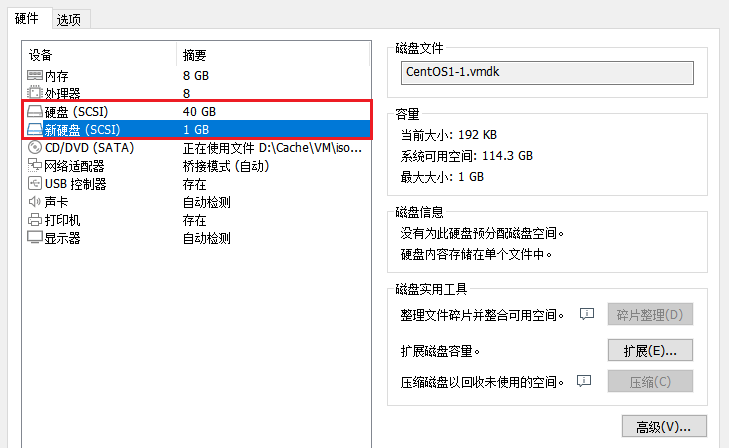 硬件 选项
设备 摘要
内存 8 GB
处理器 8
硬盘 (SCSI) 40 GB
新硬盘 (SCSI) 1 GB
CD/DVD (SATA) 正在使用文件 D:\Cache\VM\iso...
网络适配器 桥接模式 (自动)
USB 控制器 存在
声卡 自动检测
打印机 存在
显示器 自动检测
磁盘文件
CentOS1-1.vmdk
容量
当前大小: 192 KB
系统可用空间: 114.3 GB
最大大小: 1 GB
磁盘信息
没有为此硬盘预分配磁盘空间。
硬盘内容存储在单个文件中。
磁盘实用工具
整理文件碎片并整合可用空间。 碎片整理(D)
扩展磁盘容量。 扩展(E)...
压缩磁盘以回收未使用的空间。 压缩(C)
高级(V)...